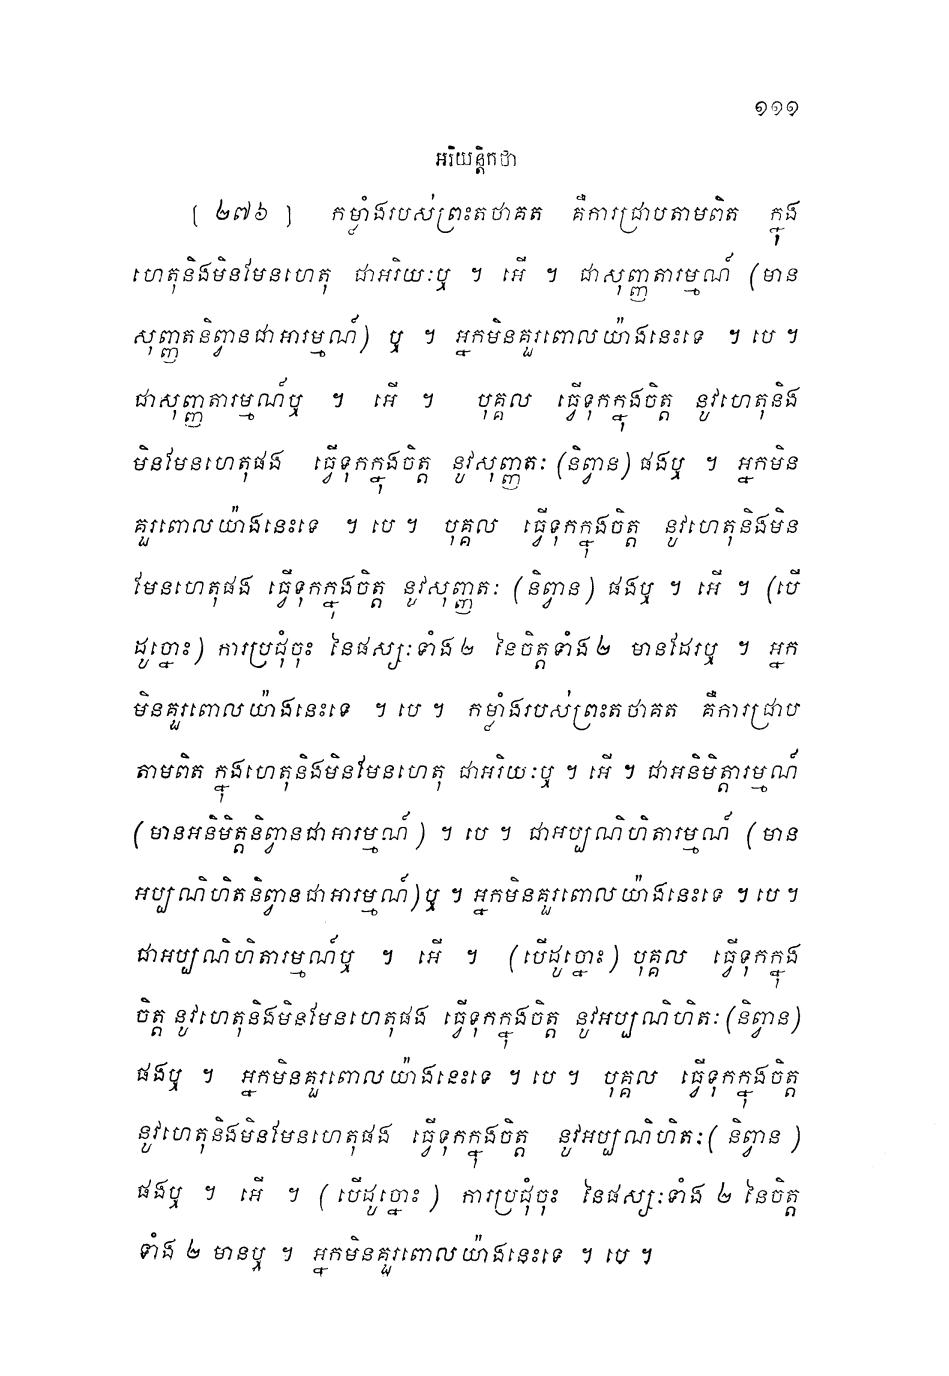 ១១១
អរិយន្តិកថា
[ ២៧៦ ] កម្លាំងរបស់ព្រះតថាគត គឺការជ្រាបតាមពិត ក្នុង
ហេតុនិងមិនមែនហេតុ ជាអរិយៈឬ ។ អើ ។ ជាសុញ្ញតារម្មណ៍ (មាន
សុញ្ញតនិព្វានជាអារម្មណ៍) ឬ ។ អ្នកមិនគួរពោលយ៉ាងនេះទេ ។ បេ ។
ជាសុញ្ញតារម្មណ៍ឬ ។ អើ ។ បុគ្គល ធ្វើទុកក្នុងចិត្ត នូវហេតុនិង
មិនមែនហេតុផង ធ្វើទុកក្នុងចិត្ត នូវសុញ្ញតៈ (និព្វាន) ផងឬ ។ អ្នកមិន
គួរពោលយ៉ាងនេះទេ ។ បេ ។ បុគ្គល ធ្វើទុកក្នុងចិត្ត នូវហេតុនិងមិន
មែនហេតុផង ធ្វើទុកក្នុងចិត្ត នូវសុញ្ញតៈ (និព្វាន) ផងឬ ។ អើ ។ (បើ
ដូច្នោះ) ការប្រជុំចុះ នៃផស្សៈទាំង ២ នៃចិត្តទាំង ២ មានដែរឬ ។ អ្នក
មិនគួរពោលយ៉ាងនេះទេ ។ បេ ។ កម្លាំងរបស់ព្រះតថាគត គឺការជ្រាប
តាមពិត ក្នុងហេតុនិងមិនមែនហេតុ ជាអរិយៈឬ ។ អើ ។ ជាអនិមិត្តារម្មណ៍
(មានអនិមិត្តនិព្វានជាអារម្មណ៍) ។ បេ ។ ជាអប្បណិហិតារម្មណ៍ (មាន
អប្បណិហិតនិព្វានជាអារម្មណ៍)ឬ ។ អ្នកមិនគួរពោលយ៉ាងនេះទេ ។ បេ ។
ជាអប្បណិហិតារម្មណ៍ឬ ។ អើ ។ (បើដូច្នោះ) បុគ្គល ធ្វើទុកក្នុង
ចិត្ត នូវហេតុនិងមិនមែនហេតុផង ធ្វើទុកក្នុងចិត្ត នូវអប្បណិហិតៈ (និព្វាន)
ផងឬ ។ អ្នកមិនគួរពោលយ៉ាងនេះទេ ។ បេ ។ បុគ្គល ធ្វើទុកក្នុងចិត្ត
នូវហេតុនិងមិនមែនហេតុផង ធ្វើទុកក្នុងចិត្ត នូវអប្បណិហិតៈ ( និព្វាន )
ផងឬ ។ អើ ។ ( បើដូច្នោះ ) ការប្រជុំចុះ នៃផស្សៈទាំង ២ នៃចិត្ត
ទាំង ២ មានឬ ។ អ្នកមិនគួរពោលយ៉ាងនេះទេ ។ បេ ។